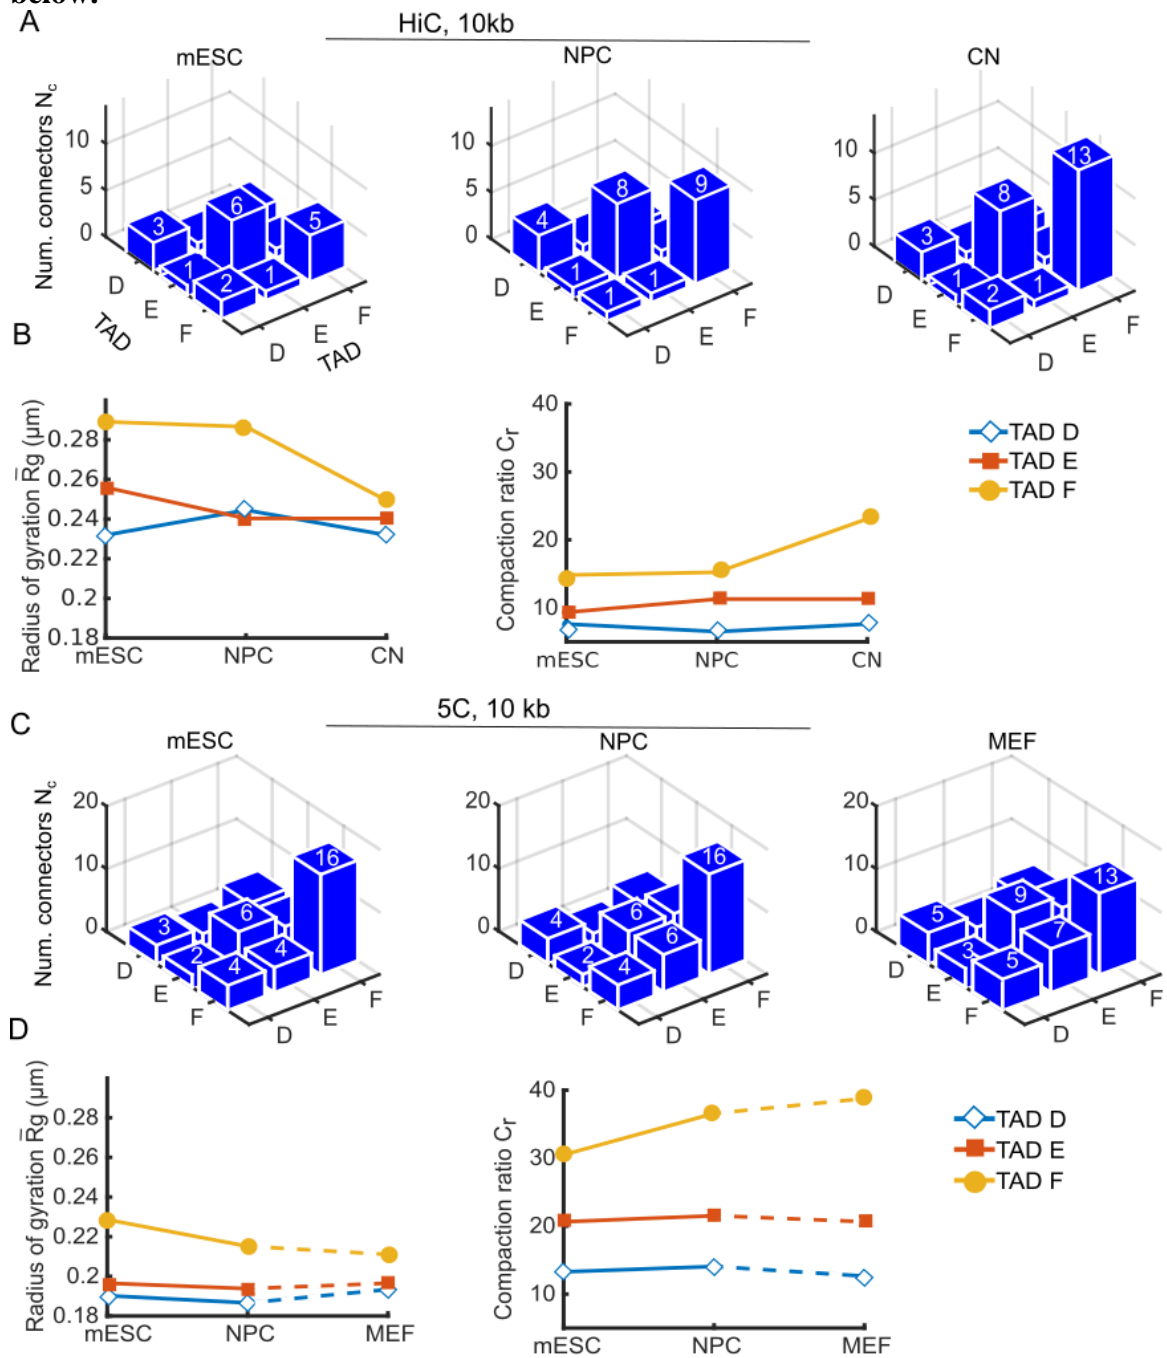 below.
A
HiC, 10kb
mESC
NPC
CN
Num. connectors Nc
10
5
0
3
6
5
1
2
1
D
E
F
TAD
D
E
F
TAD
10
5
0
4
8
9
1
1
1
D
E
F
D
E
F
10
5
0
3
8
13
1
2
1
D
E
F
D
E
F
B
Radius of gyration R̅g (μm)
0.28
0.26
0.24
0.22
0.2
0.18
mESC
NPC
CN
Compaction ratio Cr
40
30
20
10
mESC
NPC
CN
TAD D
TAD E
TAD F
C
5C, 10 kb
mESC
NPC
MEF
Num. connectors Nc
20
10
0
3
6
16
2
4
4
D
E
F
D
E
F
20
10
0
4
6
16
2
6
4
D
E
F
D
E
F
20
10
0
5
9
13
3
7
5
D
E
F
D
E
F
D
Radius of gyration R̅g (μm)
0.28
0.26
0.24
0.22
0.2
0.18
mESC
NPC
MEF
Compaction ratio Cr
40
30
20
10
mESC
NPC
MEF
TAD D
TAD E
TAD F